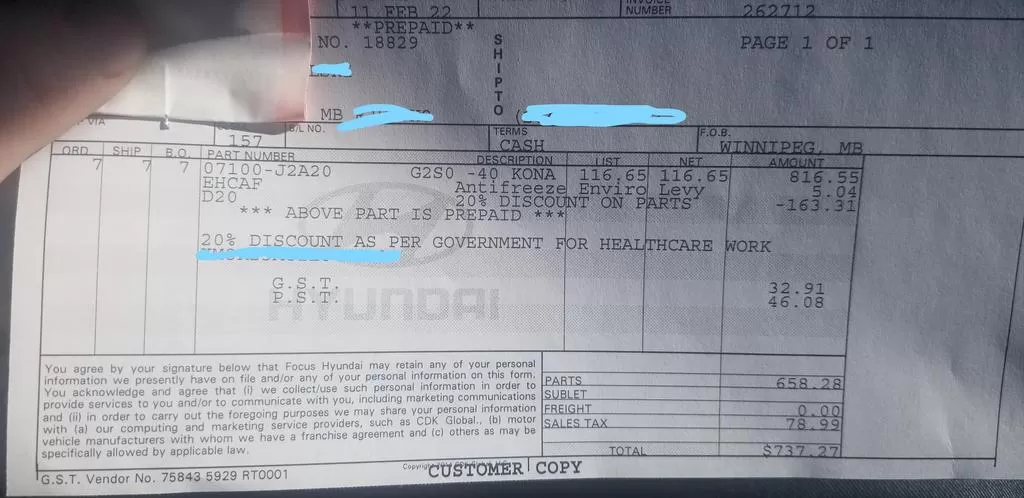 11 FEB 22
INVOICE NUMBER 262712
**PREPAID**
NO. 18829
SHIP TO
PAGE 1 OF 1
MB
VIA
157
B/L NO.
TERMS
CASH
F.O.B.
WINNIPEG, MB
ORD SHIP B.O. PART NUMBER DESCRIPTION LIST NET AMOUNT
7 7 7 07100-J2A20 G2S0 -40 KONA 116.65 116.65 816.55
EHCAF Antifreeze Enviro Levy 5.04
D20 20% DISCOUNT ON PARTS -163.31
*** ABOVE PART IS PREPAID ***
20% DISCOUNT AS PER GOVERNMENT FOR HEALTHCARE WORK
G.S.T. 32.91
P.S.T. 46.08
HYUNDAI
You agree by your signature below that Focus Hyundai may retain any of your personal
information we presently have on file and/or any of your personal information on this form.
You acknowledge and agree that (i) we collect/use such personal information in order to
provide services to you and/or to communicate with you, including marketing communications
and (ii) in order to carry out the foregoing purposes we may share your personal information
with (a) our computing and marketing service providers, such as CDK Global., (b) motor
vehicle manufacturers with whom we have a franchise agreement and (c) others as may be
specifically allowed by applicable law.
PARTS 658.28
SUBLET
FREIGHT 0.00
SALES TAX 78.99
TOTAL $737.27
CUSTOMER COPY
G.S.T. Vendor No. 75843 5929 RT0001